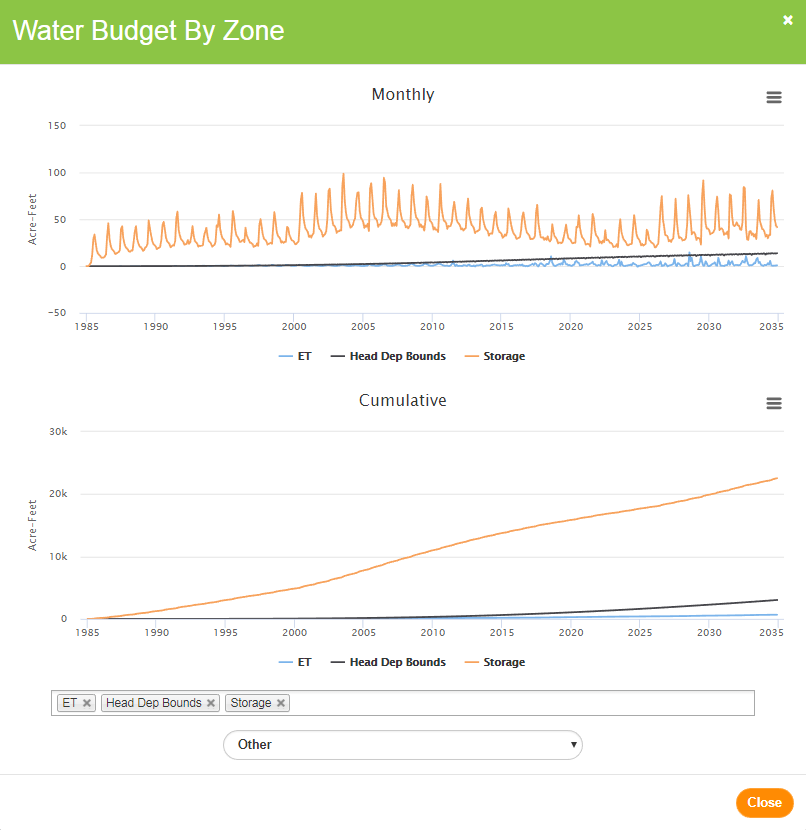 Water Budget By Zone ✖
Monthly
150
100
50
0
−50
Acre-Feet
1985 1990 1995 2000 2005 2010 2015 2020 2025 2030 2035
ET Head Dep Bounds Storage
Cumulative
30k
20k
10k
0
Acre-Feet
1985 1990 1995 2000 2005 2010 2015 2020 2025 2030 2035
ET Head Dep Bounds Storage
ET ✖ Head Dep Bounds ✖ Storage ✖
Other ▼
Close